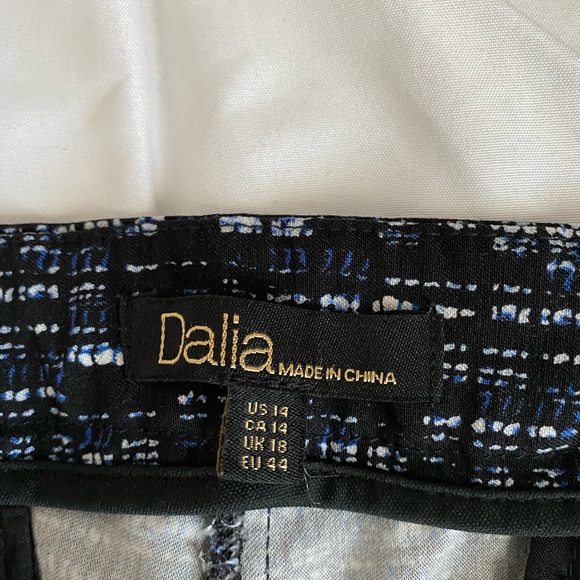 Dalia MADE IN CHINA
US 14
CA 14
UK 18
EU 44